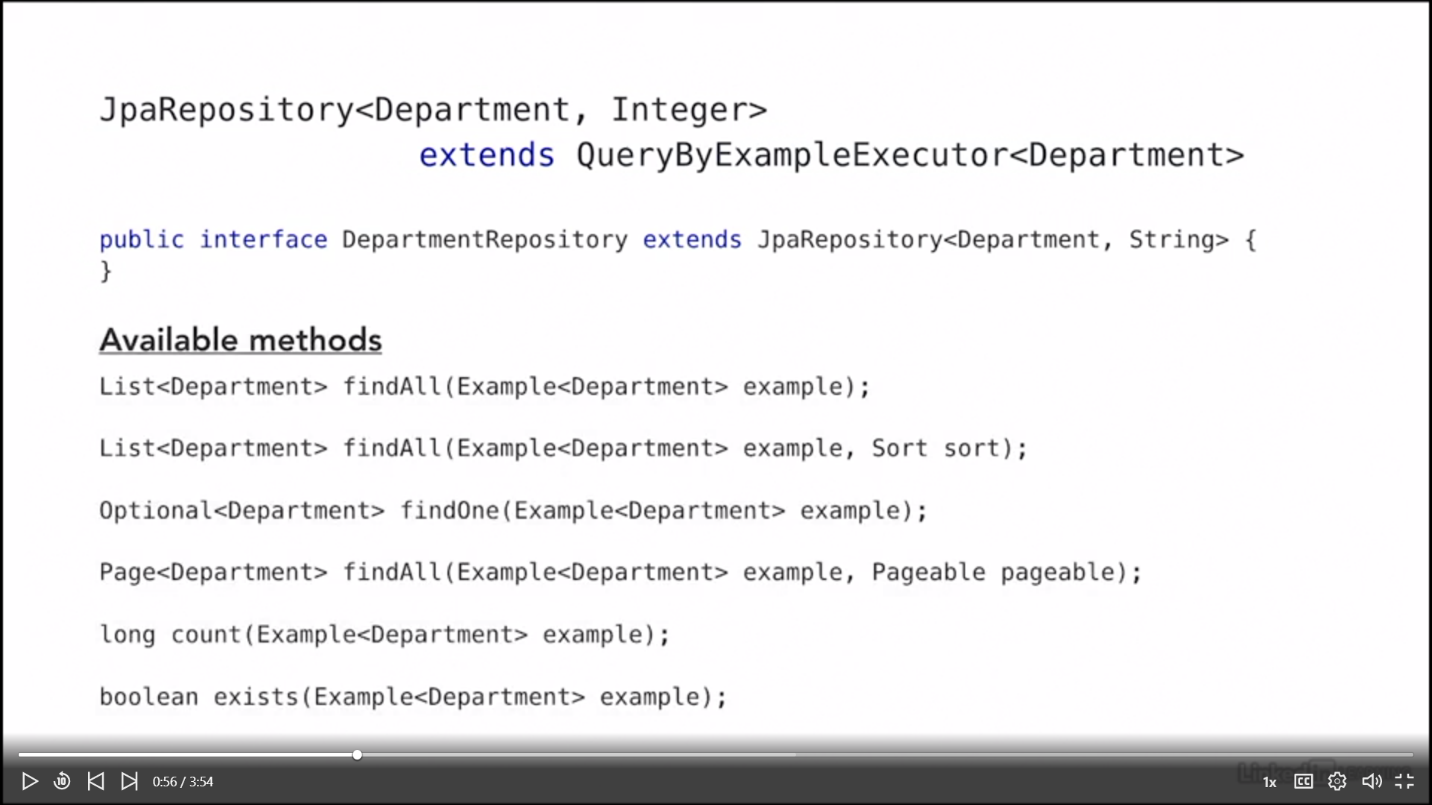 JpaRepository<Department, Integer>
extends QueryByExampleExecutor<Department>
public interface DepartmentRepository extends JpaRepository<Department, String> {
}
Available methods
List<Department> findAll(Example<Department> example);
List<Department> findAll(Example<Department> example, Sort sort);
Optional<Department> findOne(Example<Department> example);
Page<Department> findAll(Example<Department> example, Pageable pageable);
long count(Example<Department> example);
boolean exists(Example<Department> example);
10 0:56 / 3:54 1x CC